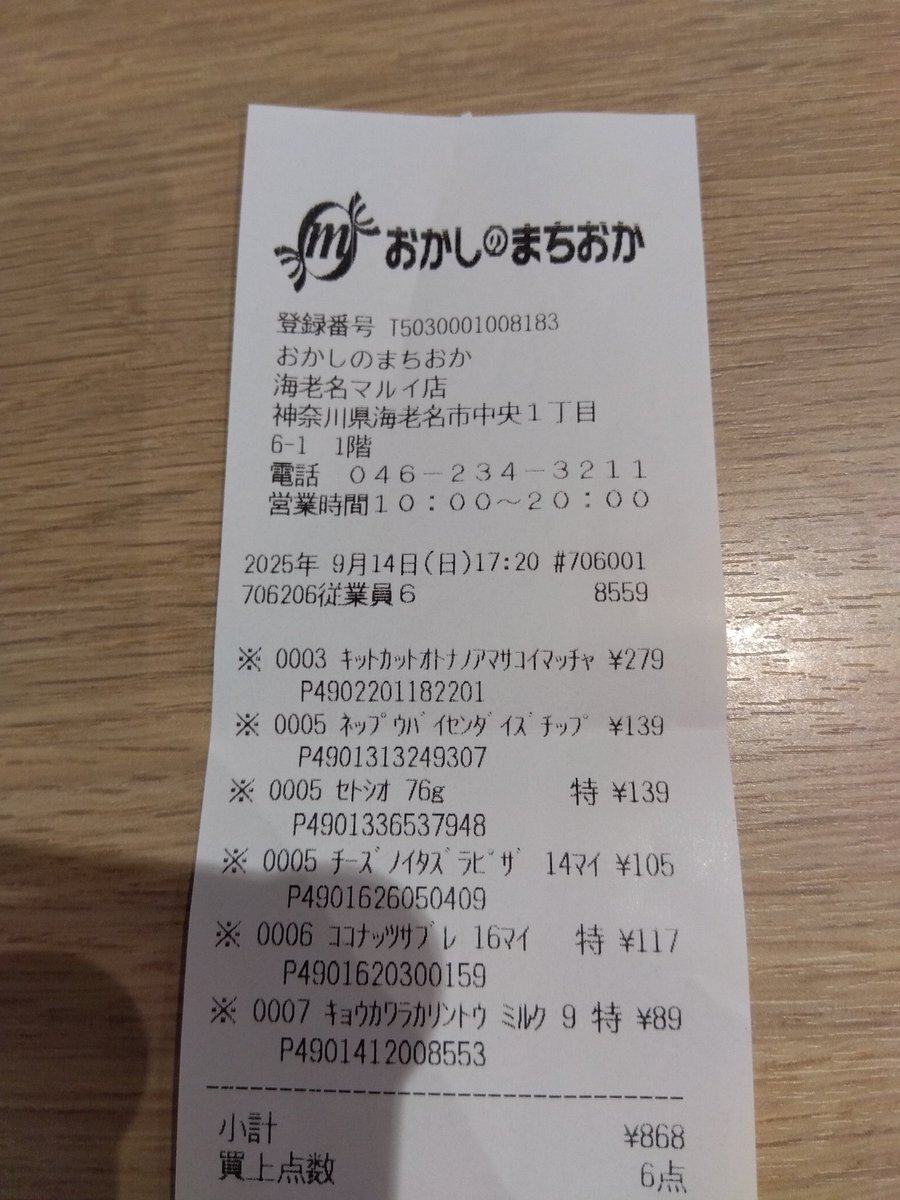 m おかしのまちおか
登録番号 T5030001008183
おかしのまちおか
海老名マルイ店
神奈川県海老名市中央１丁目
6-1 1階
電話 ０４６－２３４－３２１１
営業時間１０：００～２０：００
2025年 9月14日(日)17:20 #706001
706206従業員６ 8559
※ 0003 ｷｯﾄｶｯﾄｵﾄﾅﾉｱﾏｻｺｲﾏｯﾁｬ ¥279
P4902201182201
※ 0005 ﾈｯﾌﾟｳﾊﾞｲｾﾝﾀﾞｲｽﾞﾁｯﾌﾟ ¥139
P4901313249307
※ 0005 ｾﾄｼｵ 76g 特 ¥139
P4901336537948
※ 0005 ﾁｰｽﾞﾉｲﾀｽﾞﾗﾋﾟｻﾞ 14ﾏｲ ¥105
P4901626050409
※ 0006 ｺｺﾅｯﾂｻﾌﾞﾚ 16ﾏｲ 特 ¥117
P4901620300159
※ 0007 ｷｮｳｶﾜﾗｶﾘﾝﾄｳ ﾐﾙｸ 9 特 ¥89
P4901412008553
小計 ¥868
買上点数 6点